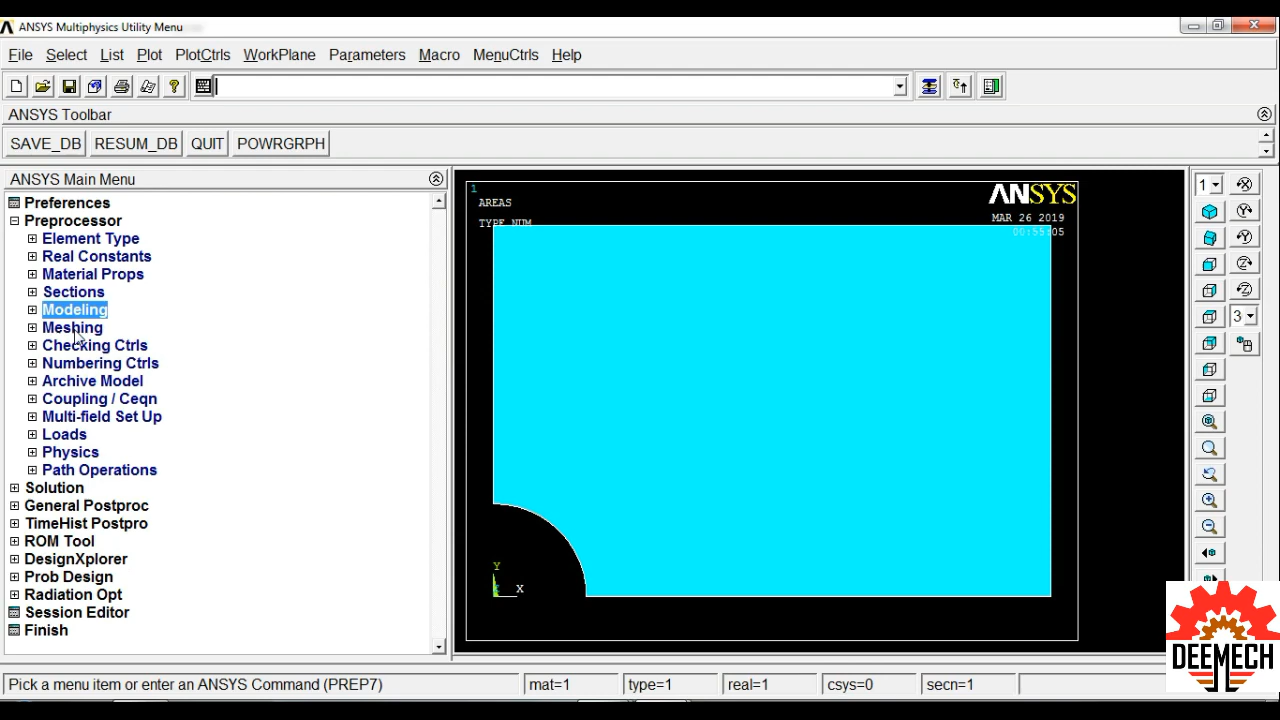 ANSYS Multiphysics Utility Menu
File Select List Plot PlotCtrls WorkPlane Parameters Macro MenuCtrls Help
ANSYS Toolbar
SAVE_DB RESUM_DB QUIT POWRGRPH
ANSYS Main Menu
Preferences
Preprocessor
Element Type
Real Constants
Material Props
Sections
Modeling
Meshing
Checking Ctrls
Numbering Ctrls
Archive Model
Coupling / Ceqn
Multi-field Set Up
Loads
Physics
Path Operations
Solution
General Postproc
TimeHist Postpro
ROM Tool
DesignXplorer
Prob Design
Radiation Opt
Session Editor
Finish
1
AREAS
TYPE NUM
ANSYS
MAR 26 2019
00:55:05
Y
X
1
3
DEEMECH
Pick a menu item or enter an ANSYS Command (PREP7) mat=1 type=1 real=1 csys=0 secn=1